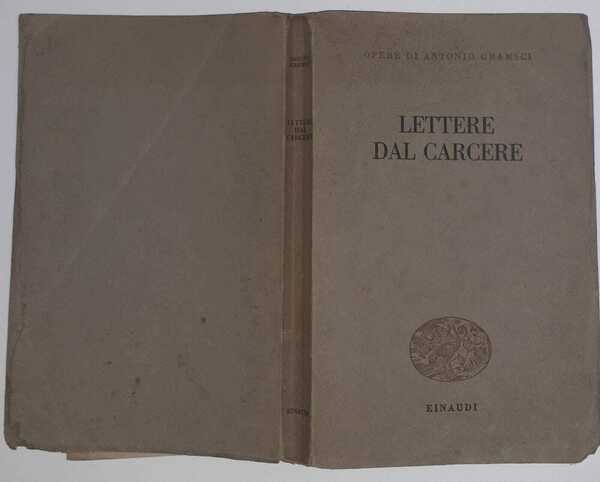 OPERE DI ANTONIO GRAMSCI
LETTERE
DAL CARCERE
EINAUDI
LETTERE
DAL
CARCERE
EINAUDI